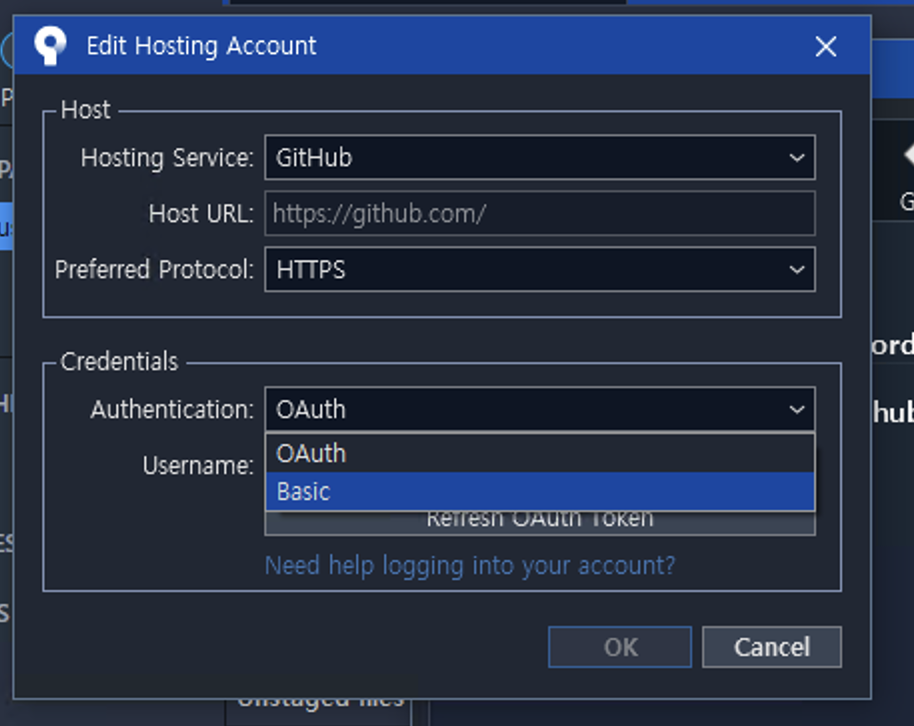 Edit Hosting Account
Host
Hosting Service: GitHub
Host URL: https://github.com/
Preferred Protocol: HTTPS
Credentials
Authentication: OAuth
OAuth
Username:
Basic
Refresh OAuth Token
Need help logging into your account?
OK Cancel
Unstaged files